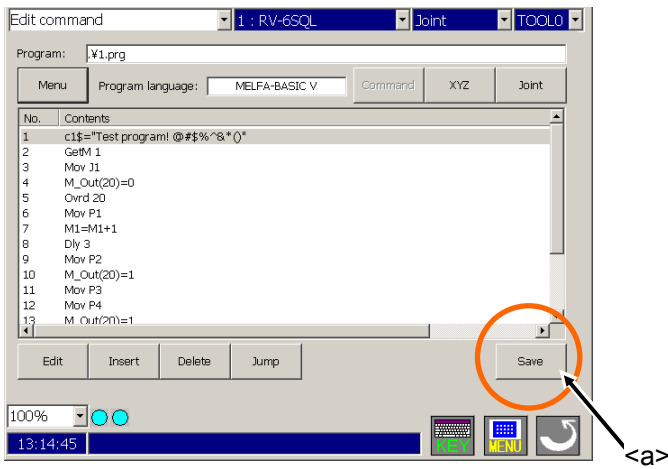 Edit command 1 : RV-6SQL Joint TOOL0
Program: .¥1.prg
Menu Program language: MELFA-BASIC V Command XYZ Joint
No. Contents
1 c1$="Test program! @#$%^&*()"
2 GetM 1
3 Mov J1
4 M_Out(20)=0
5 Ovrd 20
6 Mov P1
7 M1=M1+1
8 Dly 3
9 Mov P2
10 M_Out(20)=1
11 Mov P3
12 Mov P4
13 M_Out(20)=1
Edit Insert Delete Jump Save
100%
13:14:45 KEY MENU
<a>